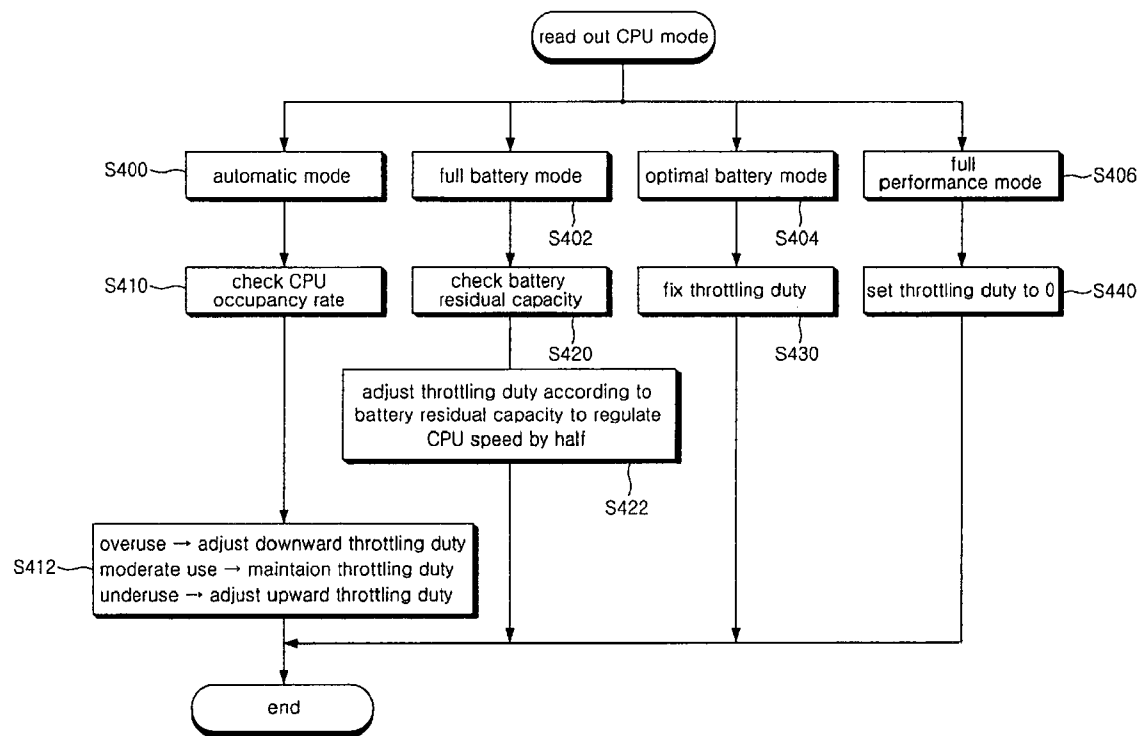 read out CPU mode
S400
automatic mode
full battery mode
optimal battery mode
full
performance mode
S406
S402
S404
S410
check CPU
occupancy rate
check battery
residual capacity
fix throttling duty
set throttling duty to 0
S440
S420
S430
adjust throttling duty according to
battery residual capacity to regulate
CPU speed by half
S422
S412
overuse → adjust downward throttling duty
moderate use → maintaion throttling duty
underuse → adjust upward throttling duty
end